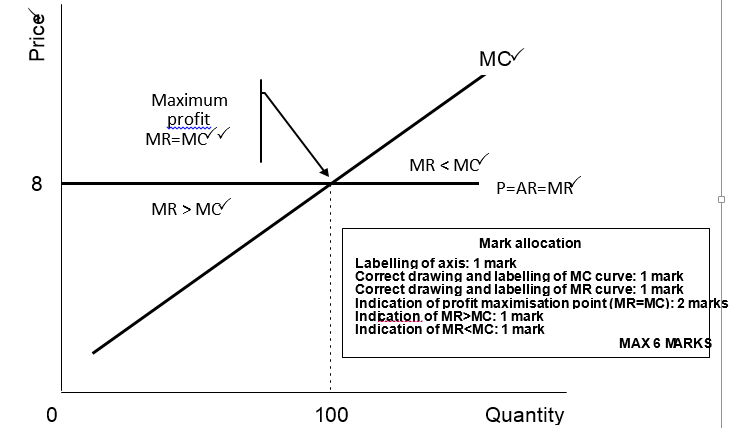 Price✓
MC✓
Maximum
profit
MR=MC✓✓
MR < MC✓
8
P=AR=MR✓
MR > MC✓
Mark allocation
Labelling of axis: 1 mark
Correct drawing and labelling of MC curve: 1 mark
Correct drawing and labelling of MR curve: 1 mark
Indication of profit maximisation point (MR=MC): 2 marks
Indication of MR>MC: 1 mark
Indication of MR<MC: 1 mark
MAX 6 MARKS
0
100
Quantity